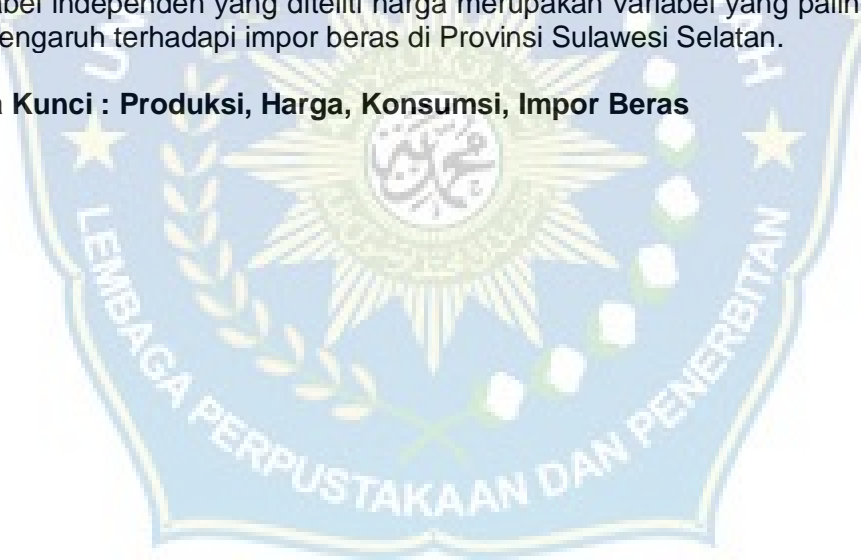 abel independen yang diteliti harga merupakan variabel yang palin
engaruh terhadapi impor beras di Provinsi Sulawesi Selatan.
Kunci : Produksi, Harga, Konsumsi, Impor Beras
محمدية
LEMBAGA PERPUSTAKAAN DAN PENERBITAN